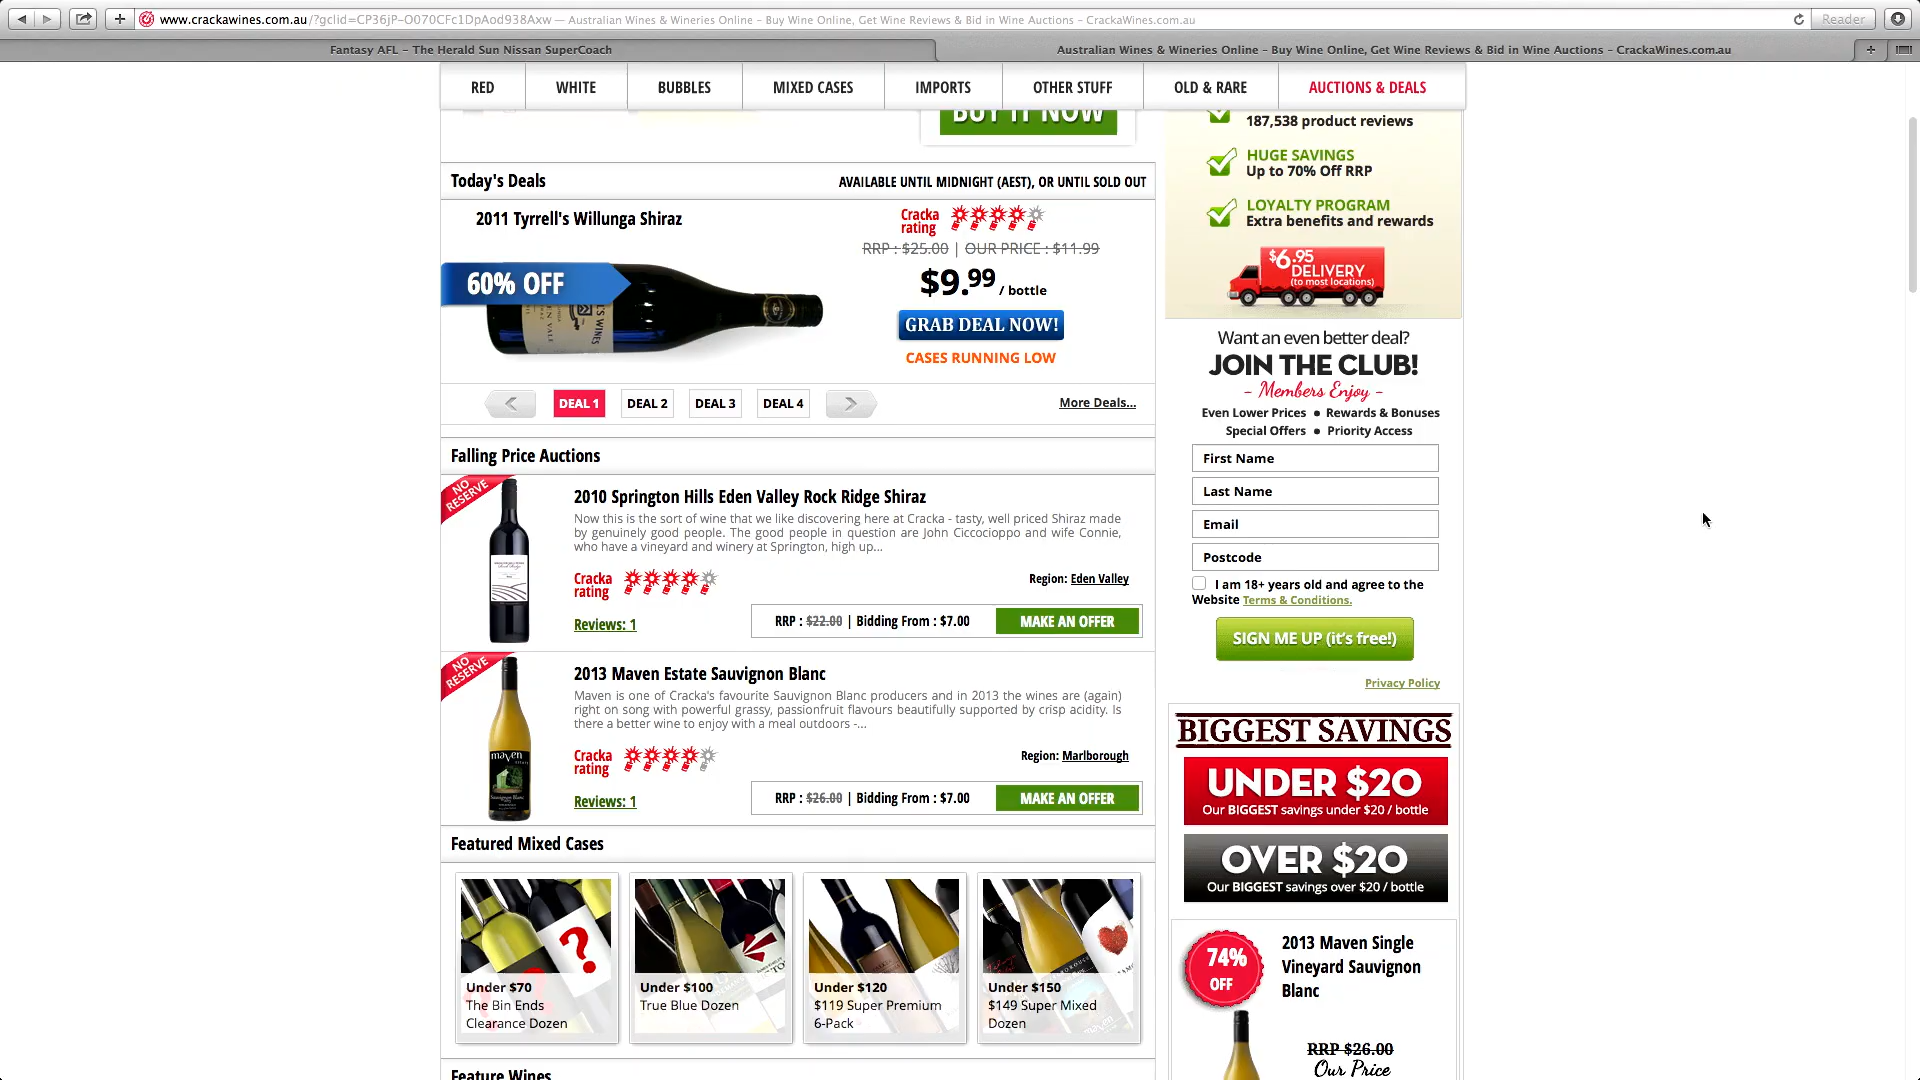 www.crackawines.com.au/?gclid=CP36jP-O070CFc1DpAod938Axw — Australian Wines & Wineries Online - Buy Wine Online, Get Wine Reviews & Bid in Wine Auctions - CrackaWines.com.au
Reader
Fantasy AFL - The Herald Sun Nissan SuperCoach
Australian Wines & Wineries Online - Buy Wine Online, Get Wine Reviews & Bid in Wine Auctions - CrackaWines.com.au
RED
WHITE
BUBBLES
MIXED CASES
IMPORTS
OTHER STUFF
OLD & RARE
AUCTIONS & DEALS
BUY IT NOW
Today's Deals
AVAILABLE UNTIL MIDNIGHT (AEST), OR UNTIL SOLD OUT
2011 Tyrrell's Willunga Shiraz
Cracka
rating
RRP : $25.00 | OUR PRICE : $11.99
60% OFF
$9.99 / bottle
GRAB DEAL NOW!
CASES RUNNING LOW
DEAL 1
DEAL 2
DEAL 3
DEAL 4
More Deals...
Falling Price Auctions
NO
RESERVE
2010 Springton Hills Eden Valley Rock Ridge Shiraz
Now this is the sort of wine that we like discovering here at Cracka - tasty, well priced Shiraz made
by genuinely good people. The good people in question are John Ciccocioppo and wife Connie,
who have a vineyard and winery at Springton, high up...
Cracka
rating
Region: Eden Valley
Reviews: 1
RRP : $22.00 | Bidding From : $7.00
MAKE AN OFFER
NO
RESERVE
2013 Maven Estate Sauvignon Blanc
Maven is one of Cracka's favourite Sauvignon Blanc producers and in 2013 the wines are (again)
right on song with powerful grassy, passionfruit flavours beautifully supported by crisp acidity. Is
there a better wine to enjoy with a meal outdoors -...
maven
Cracka
rating
Region: Marlborough
Reviews: 1
RRP : $26.00 | Bidding From : $7.00
MAKE AN OFFER
Featured Mixed Cases
?
Under $70
The Bin Ends
Clearance Dozen
Under $100
True Blue Dozen
Under $120
$119 Super Premium
6-Pack
Under $150
$149 Super Mixed
Dozen
Feature Wines
187,538 product reviews
HUGE SAVINGS
Up to 70% Off RRP
LOYALTY PROGRAM
Extra benefits and rewards
$6.95
DELIVERY
(to most locations)
Want an even better deal?
JOIN THE CLUB!
- Members Enjoy -
Even Lower Prices • Rewards & Bonuses
Special Offers • Priority Access
First Name
Last Name
Email
Postcode
I am 18+ years old and agree to the
Website Terms & Conditions.
SIGN ME UP (it's free!)
Privacy Policy
BIGGEST SAVINGS
UNDER $20
Our BIGGEST savings under $20 / bottle
OVER $20
Our BIGGEST savings over $20 / bottle
74%
OFF
2013 Maven Single
Vineyard Sauvignon
Blanc
RRP $26.00
Our Price